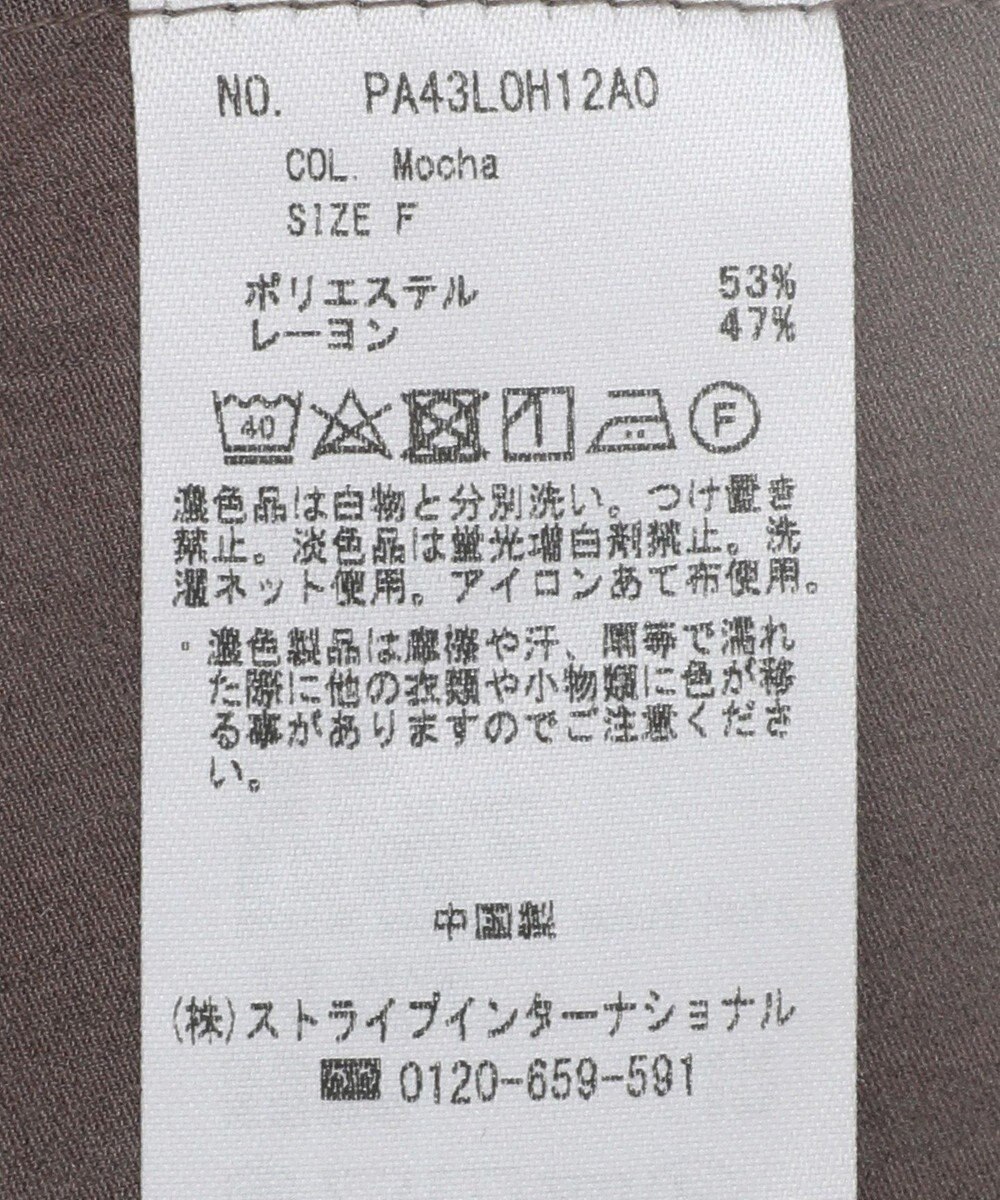 NO. PA43L0H12A0
COL. Mocha
SIZE F
ポリエステル 53%
レーヨン 47%
40
F
濃色品は白物と分別洗い。つけ置き
禁止。淡色品は蛍光増白剤禁止。洗
濯ネット使用。アイロンあて布使用。
・濃色製品は摩擦や汗、雨等で濡れ
た際に他の衣類や小物類に色が移
る事がありますのでご注意くださ
い。
中国製
(株)ストライプインターナショナル
0120-659-591